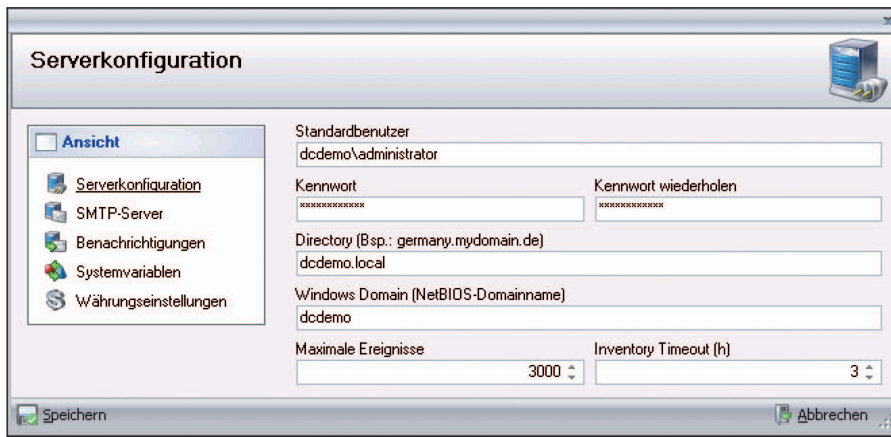 Serverkonfiguration
Ansicht
Serverkonfiguration
SMTP-Server
Benachrichtigungen
Systemvariablen
Währungseinstellungen
Standardbenutzer
dcdemo\administrator
Kennwort
Kennwort wiederholen
************
************
Directory (Bsp.: germany.mydomain.de)
dcdemo.local
Windows Domain (NetBIOS-Domainname)
dcdemo
Maximale Ereignisse
Inventory Timeout (h)
3000
3
Speichern
Abbrechen